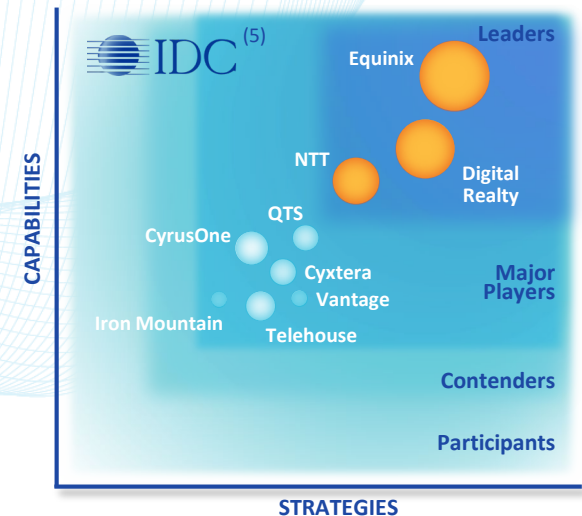 IDC (5)
Leaders
Equinix
NTT
Digital
Realty
QTS
CyrusOne
Cyxtera
Major
Players
Vantage
Iron Mountain
Telehouse
Contenders
Participants
CAPABILITIES
STRATEGIES